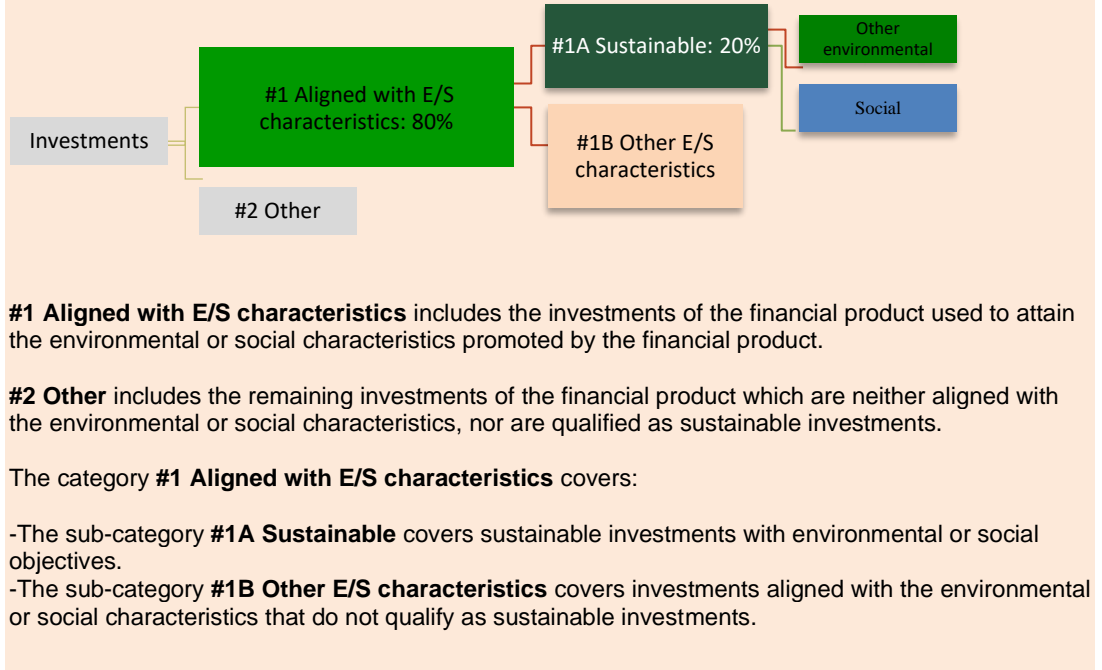 Other
environmental
#1A Sustainable: 20%
#1 Aligned with E/S
characteristics: 80%
Social
Investments
#1B Other E/S
characteristics
#2 Other
#1 Aligned with E/S characteristics includes the investments of the financial product used to attain
the environmental or social characteristics promoted by the financial product.
#2 Other includes the remaining investments of the financial product which are neither aligned with
the environmental or social characteristics, nor are qualified as sustainable investments.
The category #1 Aligned with E/S characteristics covers:
-The sub-category #1A Sustainable covers sustainable investments with environmental or social
objectives.
-The sub-category #1B Other E/S characteristics covers investments aligned with the environmental
or social characteristics that do not qualify as sustainable investments.